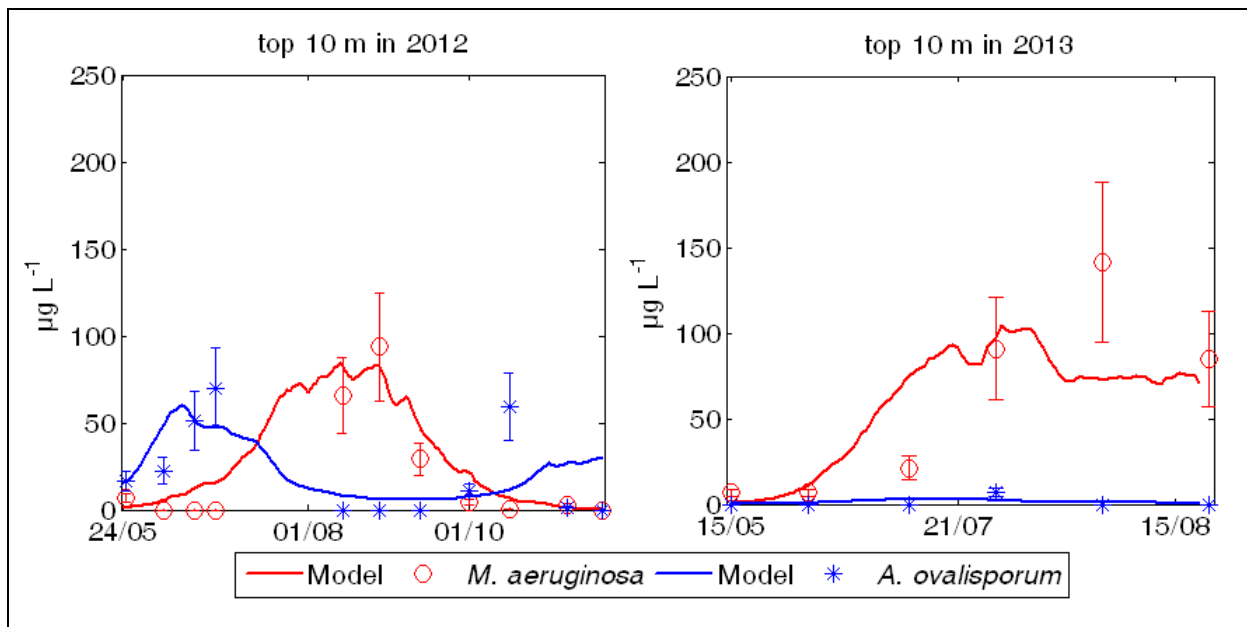 top 10 m in 2012
250
200
150
100
50
0
µg L⁻¹
24/05 01/08 01/10
top 10 m in 2013
250
200
150
100
50
0
µg L⁻¹
15/05 21/07 15/08
Model M. aeruginosa Model A. ovalisporum